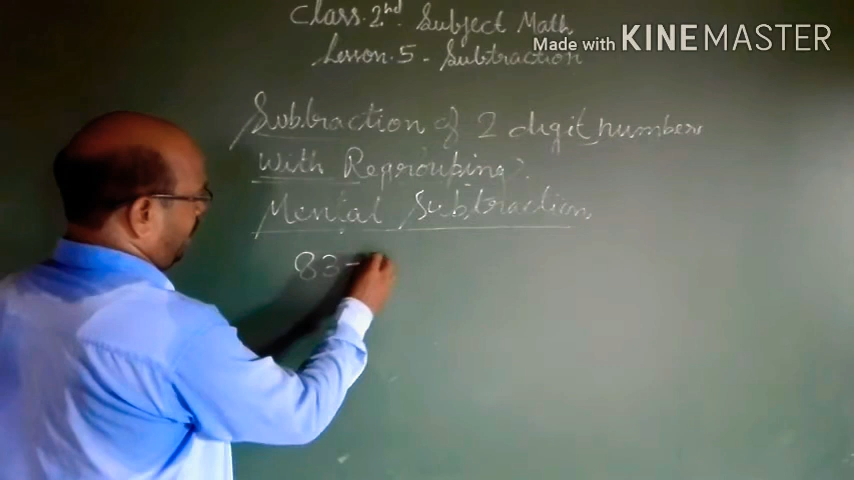 Class. 2nd. Subject Math
Made with KINEMASTER
Lesson. 5 - Subtraction
Subtraction of 2 digit numbers
With Regrouping.
Mental Subtraction
83-